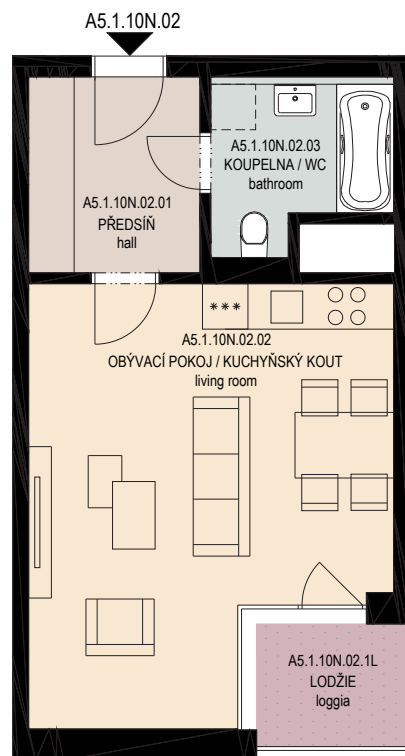 A5.1.10N.02
A5.1.10N.02.03
KOUPELNA / WC
bathroom
A5.1.10N.02.01
PŘEDSÍŇ
hall
***
A5.1.10N.02.02
OBÝVACÍ POKOJ / KUCHYŇSKÝ KOUT
living room
A5.1.10N.02.1L
LODŽIE
loggia